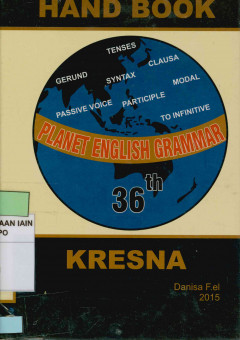 HAND BOOK
TENSES
CLAUSA
GERUND
SYNTAX
MODAL
PASSIVE VOICE
PARTICIPLE
TO INFINITIVE
PLANET ENGLISH GRAMMAR
36th
AAN IAIN
PO
KRESNA
Danisa F.el
2015